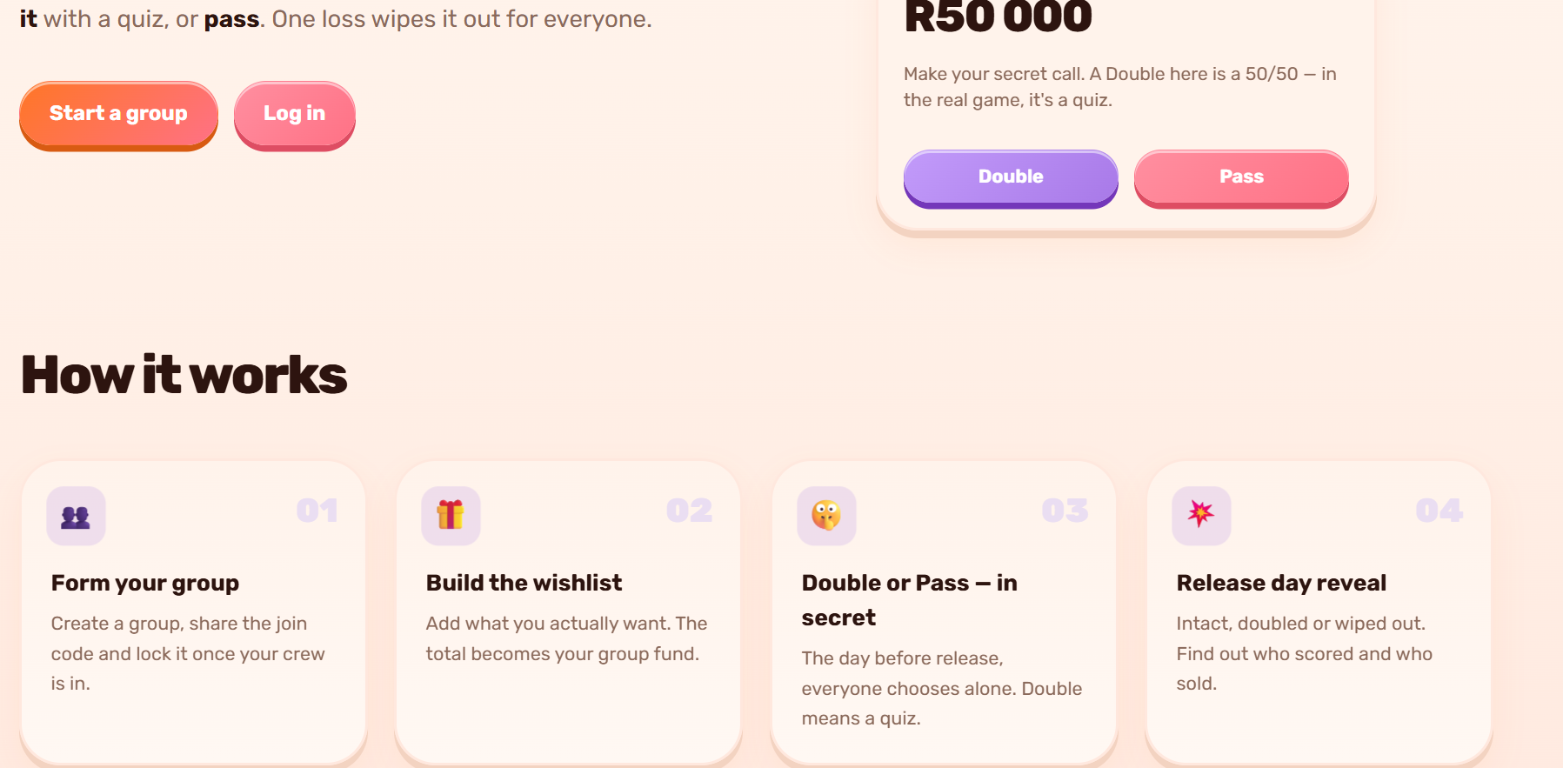 it with a quiz, or pass. One loss wipes it out for everyone.
Start a group
Log in
R50 000
Make your secret call. A Double here is a 50/50 — in
the real game, it's a quiz.
Double
Pass
How it works
01
Form your group
Create a group, share the join
code and lock it once your crew
is in.
02
Build the wishlist
Add what you actually want. The
total becomes your group fund.
03
Double or Pass — in
secret
The day before release,
everyone chooses alone. Double
means a quiz.
04
Release day reveal
Intact, doubled or wiped out.
Find out who scored and who
sold.